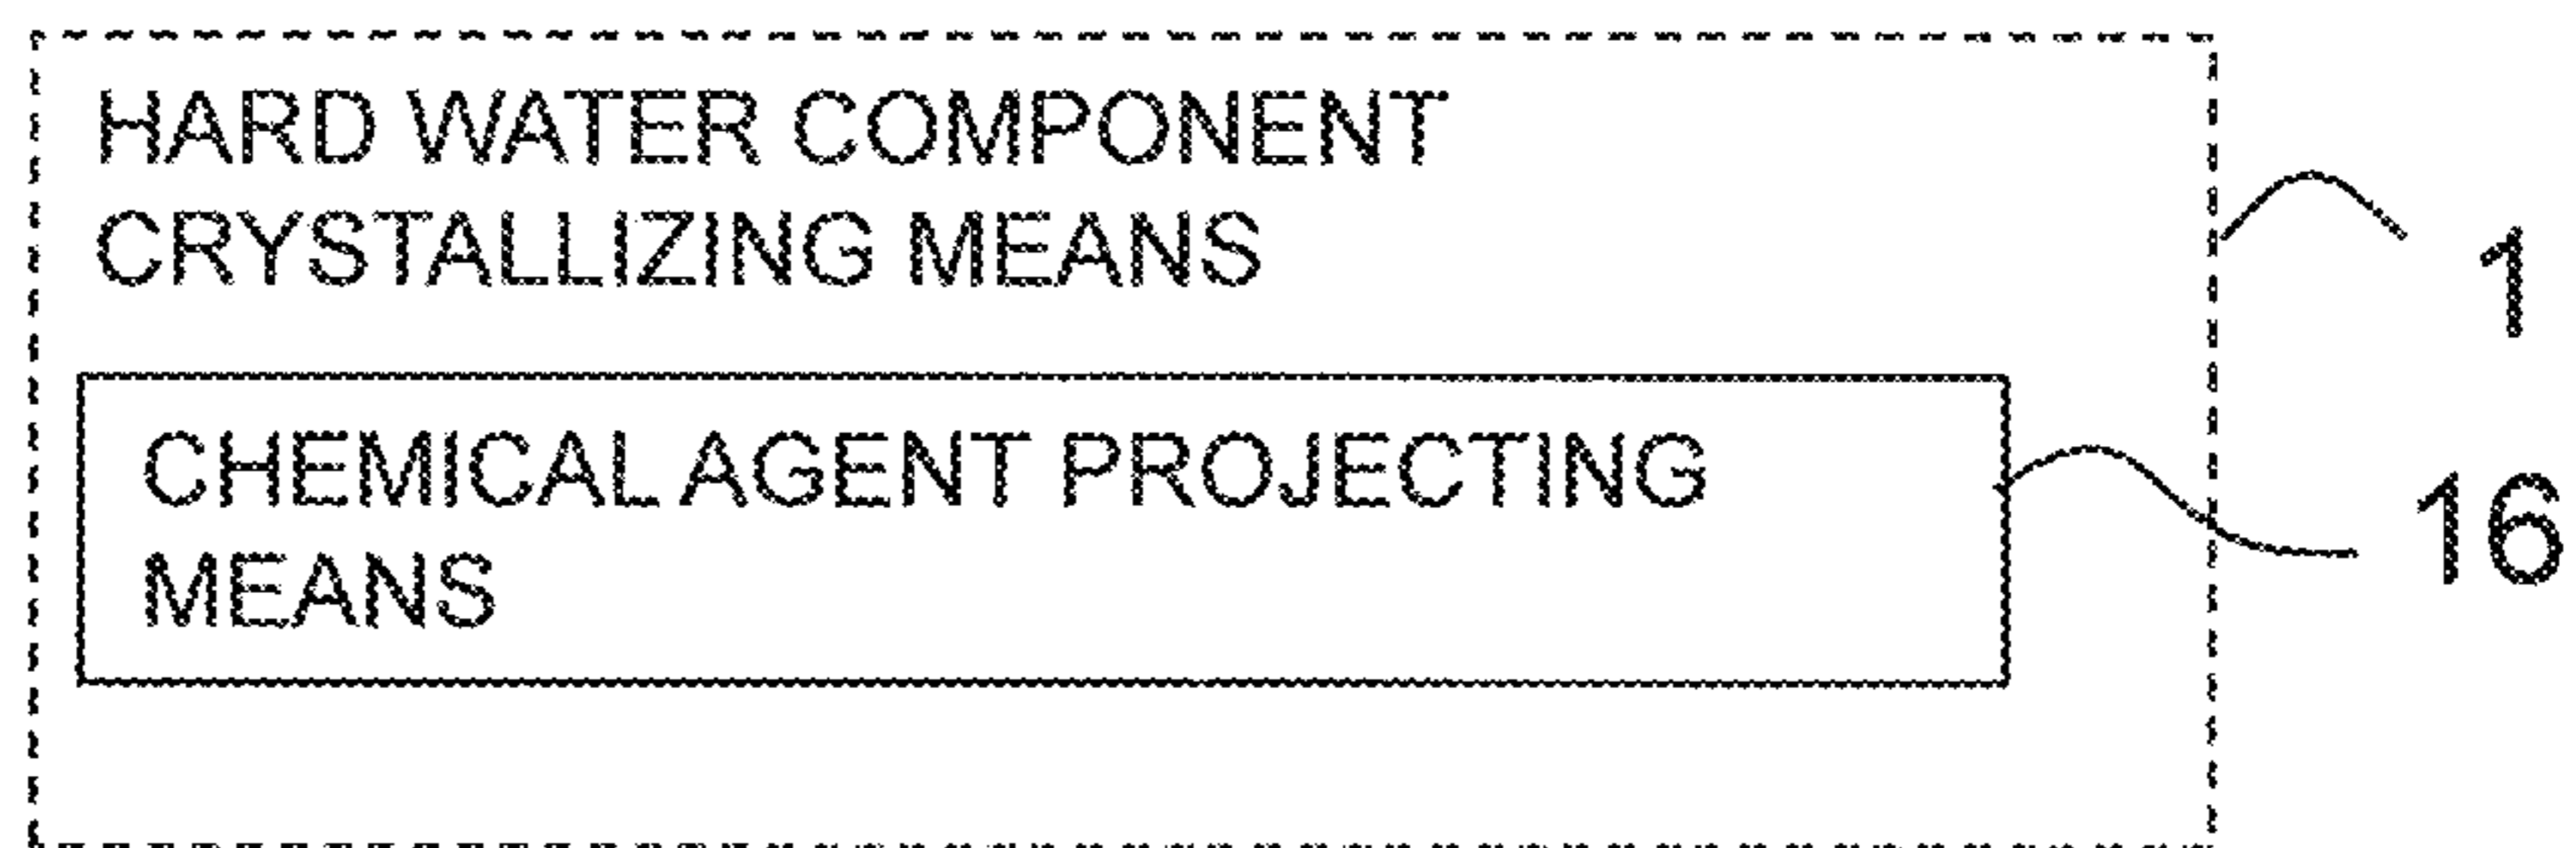 HARD WATER COMPONENT
CRYSTALLIZING MEANS
1
CHEMICAL AGENT PROJECTING
MEANS
16